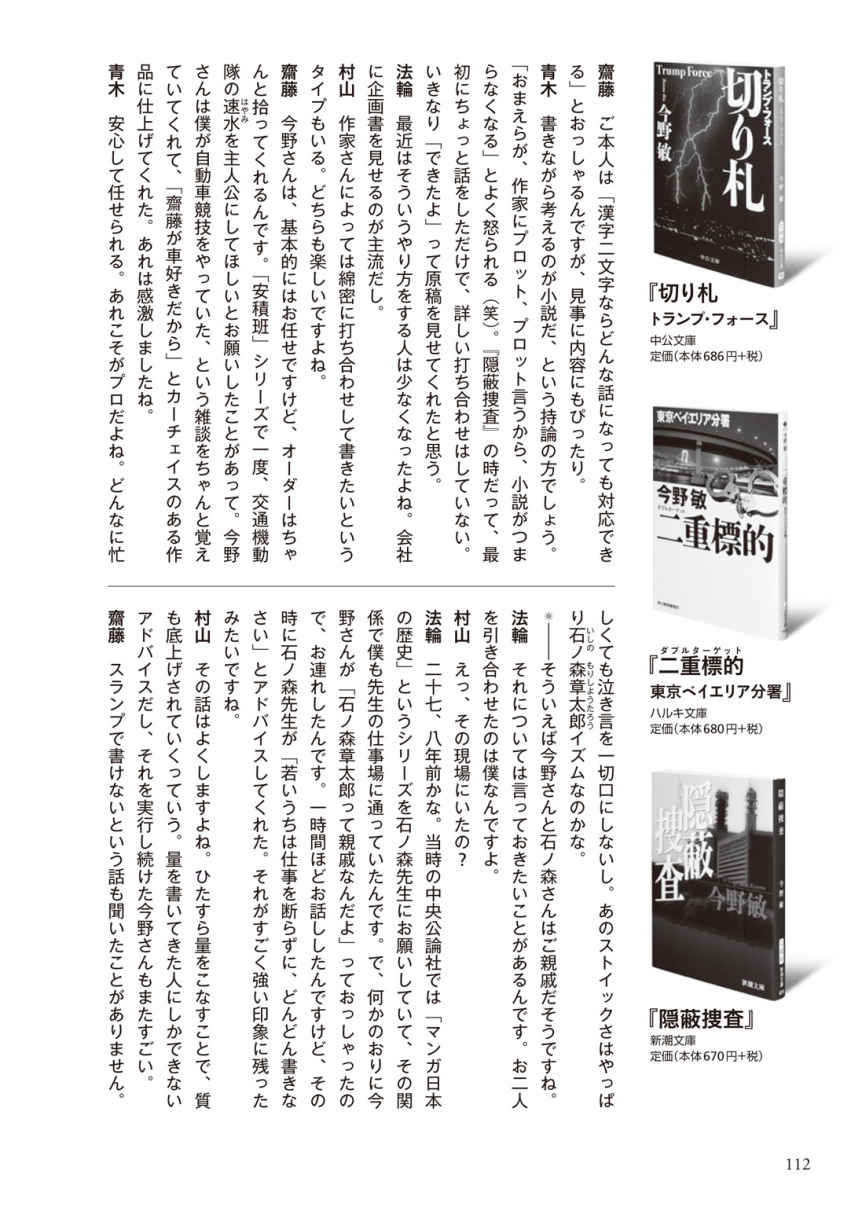 齋藤　ご本人は「漢字二文字ならどんな話になっても対応でき
る」とおっしゃるんですが、見事に内容にもぴったり。
青木　書きながら考えるのが小説だ、という持論の方でしょう。
「おまえらが、作家にプロット、プロット言うから、小説がつま
らなくなる」とよく怒られる（笑）。『隠蔽捜査』の時だって、最
初にちょっと話をしただけで、詳しい打ち合わせはしていない。
いきなり「できたよ」って原稿を見せてくれたと思う。
法輪　最近はそういうやり方をする人は少なくなったよね。会社
に企画書を見せるのが主流だし。
村山　作家さんによっては綿密に打ち合わせして書きたいという
タイプもいる。どちらも楽しいですよね。
齋藤　今野さんは、基本的にはお任せですけど、オーダーはちゃ
んと拾ってくれるんです。「安積班」シリーズで一度、交通機動
隊の速水を主人公にしてほしいとお願いしたことがあって。今野
はやみ
さんは僕が自動車競技をやっていた、という雑談をちゃんと覚え
ていてくれて、「齋藤が車好きだから」とカーチェイスのある作
品に仕上げてくれた。あれは感激しましたね。
青木　安心して任せられる。あれこそがプロだよね。どんなに忙
しくても泣き言を一切口にしないし。あのストイックさはやっぱ
り石ノ森章太郎イズムなのかな。
いしの もりしょうたろう
＊――そういえば今野さんと石ノ森さんはご親戚だそうですね。
法輪　それについては言っておきたいことがあるんです。お二人
を引き合わせたのは僕なんですよ。
村山　えっ、その現場にいたの？
法輪　二十七、八年前かな。当時の中央公論社では「マンガ日本
の歴史」というシリーズを石ノ森先生にお願いしていて、その関
係で僕も先生の仕事場に通っていたんです。で、何かのおりに今
野さんが「石ノ森章太郎って親戚なんだよ」っておっしゃったの
で、お連れしたんです。一時間ほどお話ししたんですけど、その
時に石ノ森先生が「若いうちは仕事を断らずに、どんどん書きな
さい」とアドバイスしてくれた。それがすごく強い印象に残った
みたいですね。
村山　その話はよくしますよね。ひたすら量をこなすことで、質
も底上げされていくっていう。量を書いてきた人にしかできない
アドバイスだし、それを実行し続けた今野さんもまたすごい。
齋藤　スランプで書けないという話も聞いたことがありません。
Trump Force
トランプ・フォース
切り札
今野敏
中公文庫
『切り札
トランプ・フォース』
中公文庫
定価（本体686円+税）
東京ベイエリア分署
今野敏
ダブルターゲット
二重標的
ダブルターゲット
『二重標的
東京ベイエリア分署』
ハルキ文庫
定価（本体680円+税）
隠蔽
捜査
今野敏
新潮文庫
隠蔽捜査
今野敏
『隠蔽捜査』
新潮文庫
定価（本体670円+税）
112